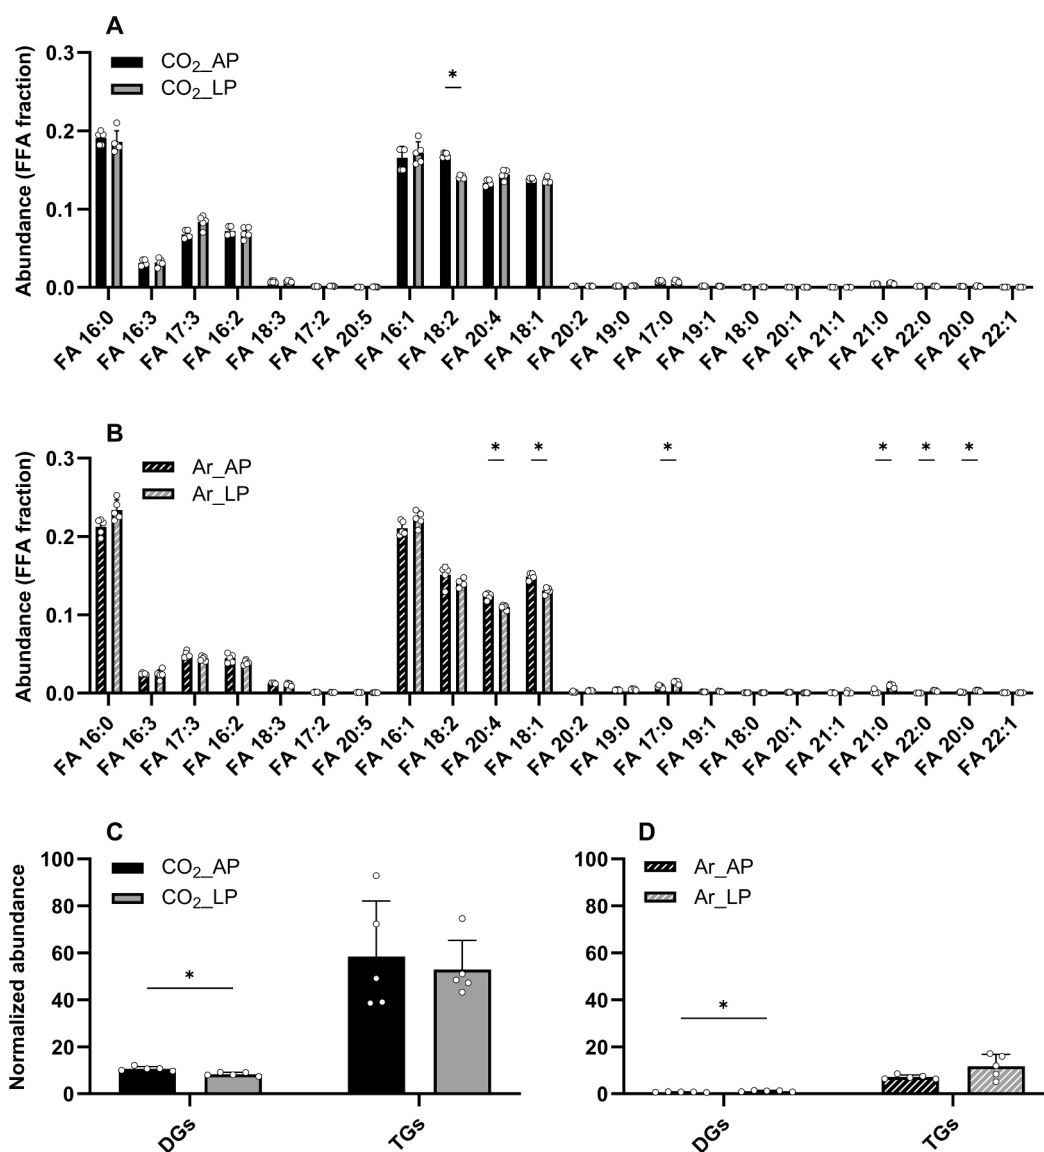 A
Abundance (FFA fraction)
0.3
0.2
0.1
0.0
CO₂_AP
CO₂_LP
*
FA 16:0 FA 16:3 FA 17:3 FA 16:2 FA 18:3 FA 17:2 FA 20:5 FA 16:1 FA 18:2 FA 20:4 FA 18:1 FA 20:2 FA 19:0 FA 17:0 FA 19:1 FA 18:0 FA 20:1 FA 21:1 FA 21:0 FA 22:0 FA 20:0 FA 22:1
B
Abundance (FFA fraction)
0.3
0.2
0.1
0.0
Ar_AP
Ar_LP
* * * * * *
FA 16:0 FA 16:3 FA 17:3 FA 16:2 FA 18:3 FA 17:2 FA 20:5 FA 16:1 FA 18:2 FA 20:4 FA 18:1 FA 20:2 FA 19:0 FA 17:0 FA 19:1 FA 18:0 FA 20:1 FA 21:1 FA 21:0 FA 22:0 FA 20:0 FA 22:1
C
Normalized abundance
100
80
60
40
20
0
CO₂_AP
CO₂_LP
*
DGs TGs
D
100
80
60
40
20
0
Ar_AP
Ar_LP
*
DGs TGs